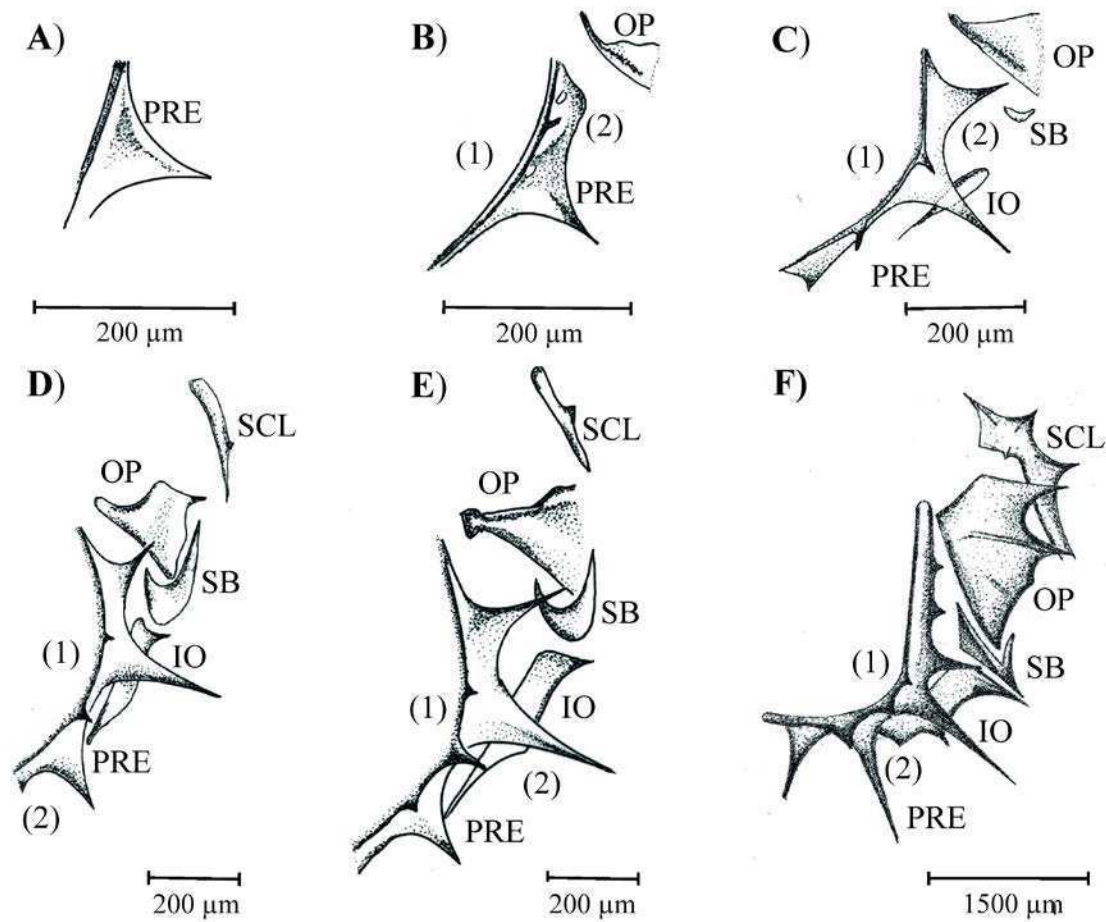 A)
PRE
200 µm
B)
OP
(2)
(1)
PRE
200 µm
C)
OP
SB
(2)
(1)
IO
PRE
200 µm
D)
SCL
OP
SB
(1)
IO
PRE
(2)
200 µm
E)
SCL
OP
SB
IO
(1)
(2)
PRE
200 µm
F)
SCL
OP
(1)
SB
IO
(2)
PRE
1500 µm